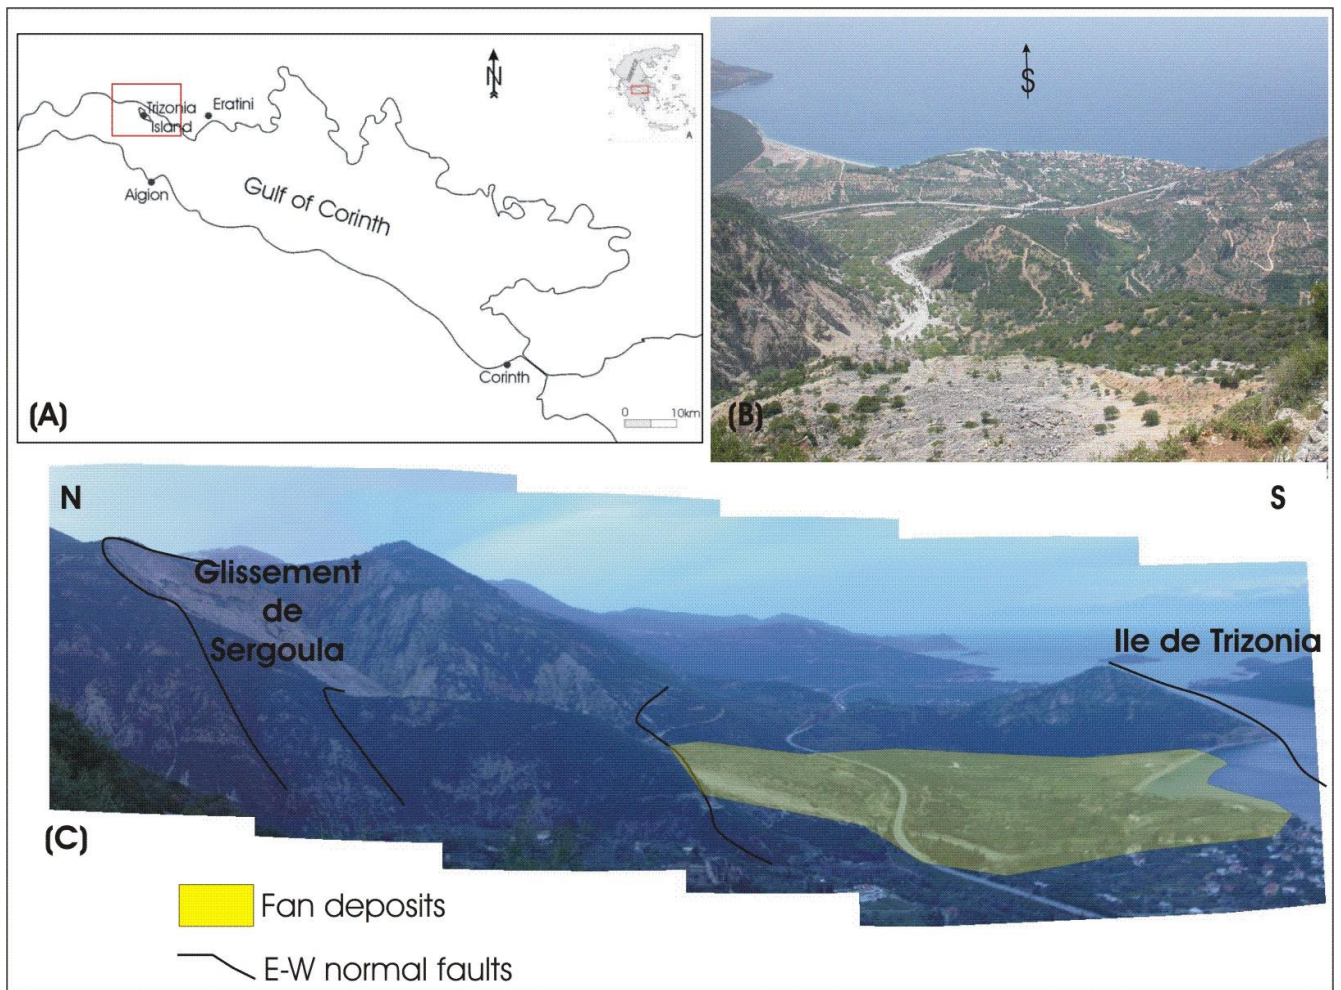 N
Trizonia
Island
Eratini
A
Aigion
Gulf of Corinth
Corinth
0 10km
(A)
S
(B)
N
S
Glissement
de
Sergoula
Ile de Trizonia
(C)
Fan deposits
E-W normal faults